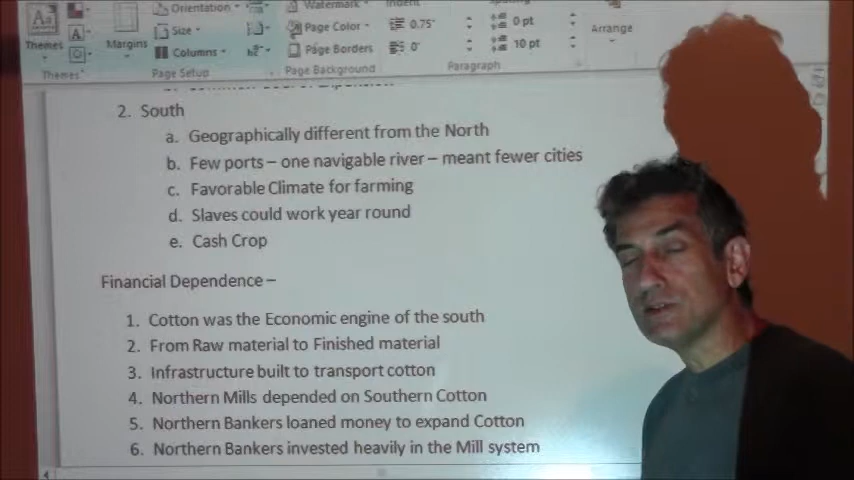 Watermark
Indent
Orientation
Size
Columns
Page Color
Page Borders
0.75"
0"
0 pt
10 pt
Arrange
Themes
Margins
Themes
Page Setup
Page Background
Paragraph
2. South
a. Geographically different from the North
b. Few ports – one navigable river – meant fewer cities
c. Favorable Climate for farming
d. Slaves could work year round
e. Cash Crop
Financial Dependence –
1. Cotton was the Economic engine of the south
2. From Raw material to Finished material
3. Infrastructure built to transport cotton
4. Northern Mills depended on Southern Cotton
5. Northern Bankers loaned money to expand Cotton
6. Northern Bankers invested heavily in the Mill system